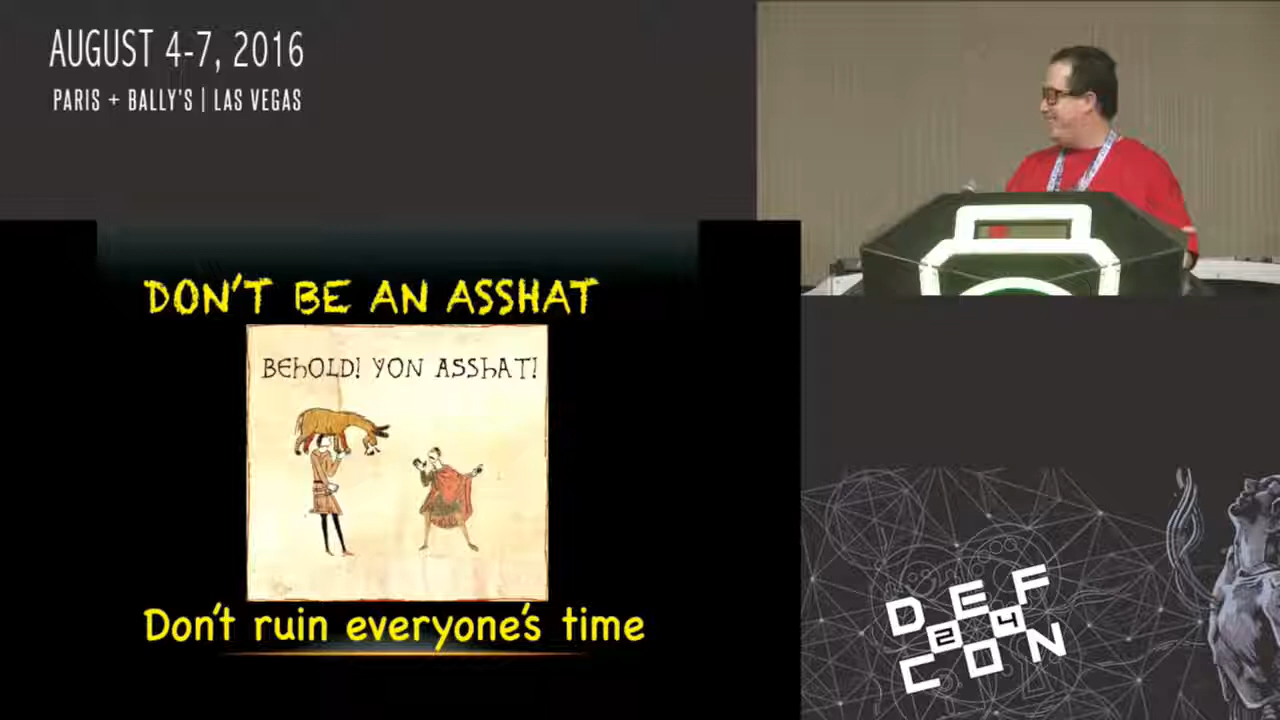 AUGUST 4-7, 2016
PARIS + BALLY'S | LAS VEGAS
DON'T BE AN ASSHAT
BEhOLD! YON ASShAT!
Don't ruin everyone's time
DEF
24
CON